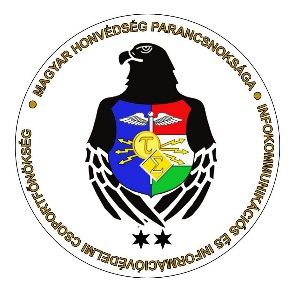 MAGYAR HONVÉDSÉG PARANCSNOKSÁGA
INFOKOMMUNIKÁCIÓS ÉS INFORMÁCIÓVÉDELMI CSOPORTFŐNÖKSÉG
τ
Σ